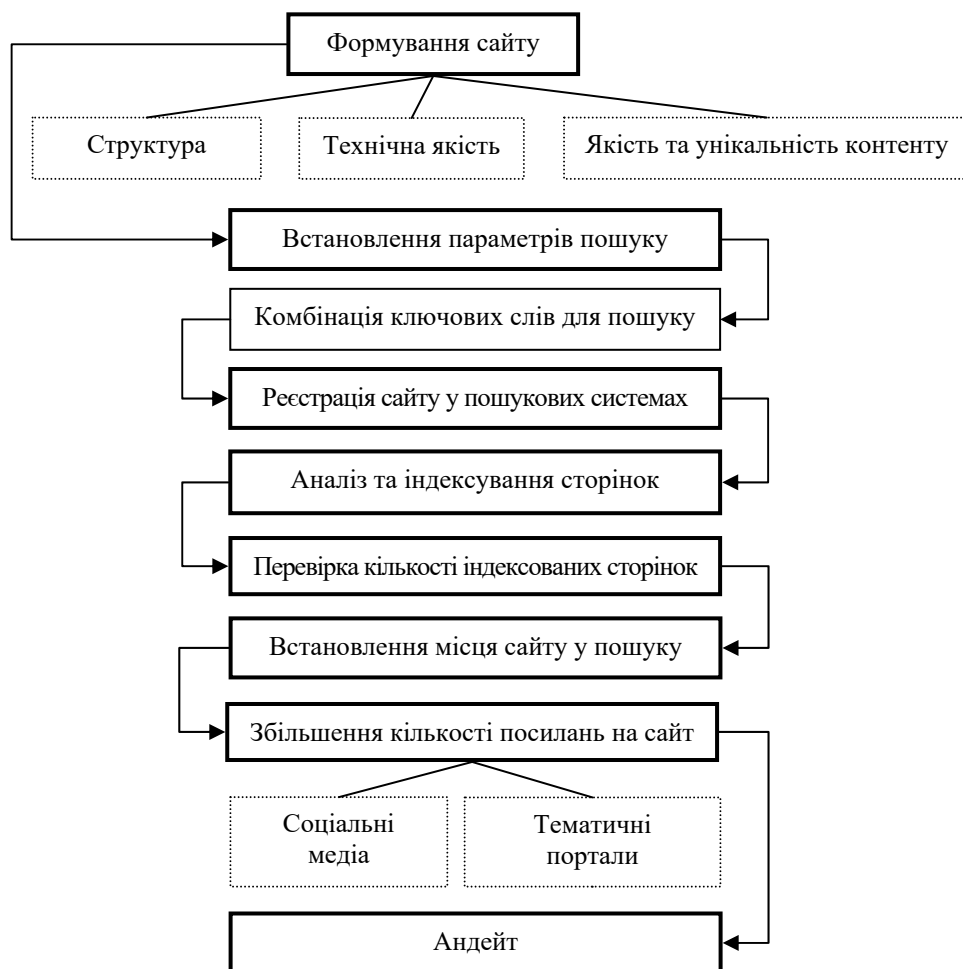 Формування сайту
Структура
Технічна якість
Якість та унікальність контенту
Встановлення параметрів пошуку
Комбінація ключових слів для пошуку
Реєстрація сайту у пошукових системах
Аналіз та індексування сторінок
Перевірка кількості індексованих сторінок
Встановлення місця сайту у пошуку
Збільшення кількості посилань на сайт
Соціальні
медіа
Тематичні
портали
Андейт